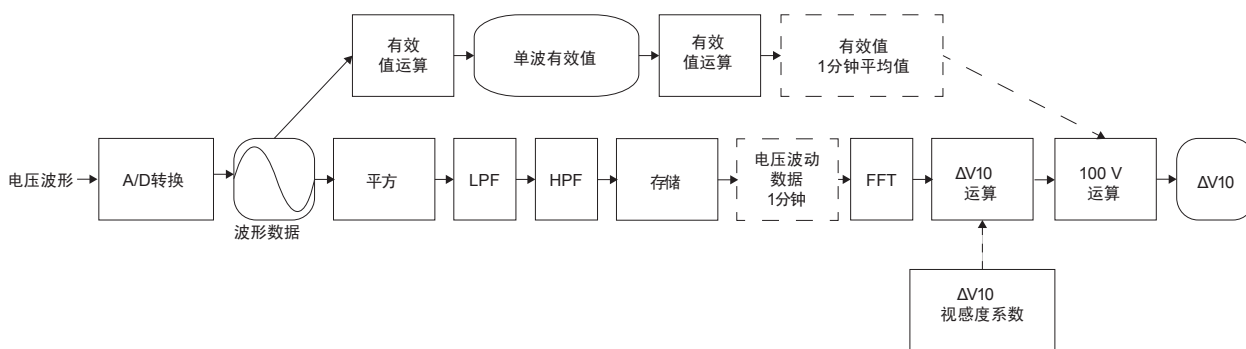 有效
值运算
单波有效值
有效
值运算
有效值
1分钟平均值
电压波形
A/D转换
波形数据
平方
LPF
HPF
存储
电压波动
数据
1分钟
FFT
ΔV10
运算
100 V
运算
ΔV10
ΔV10
视感度系数